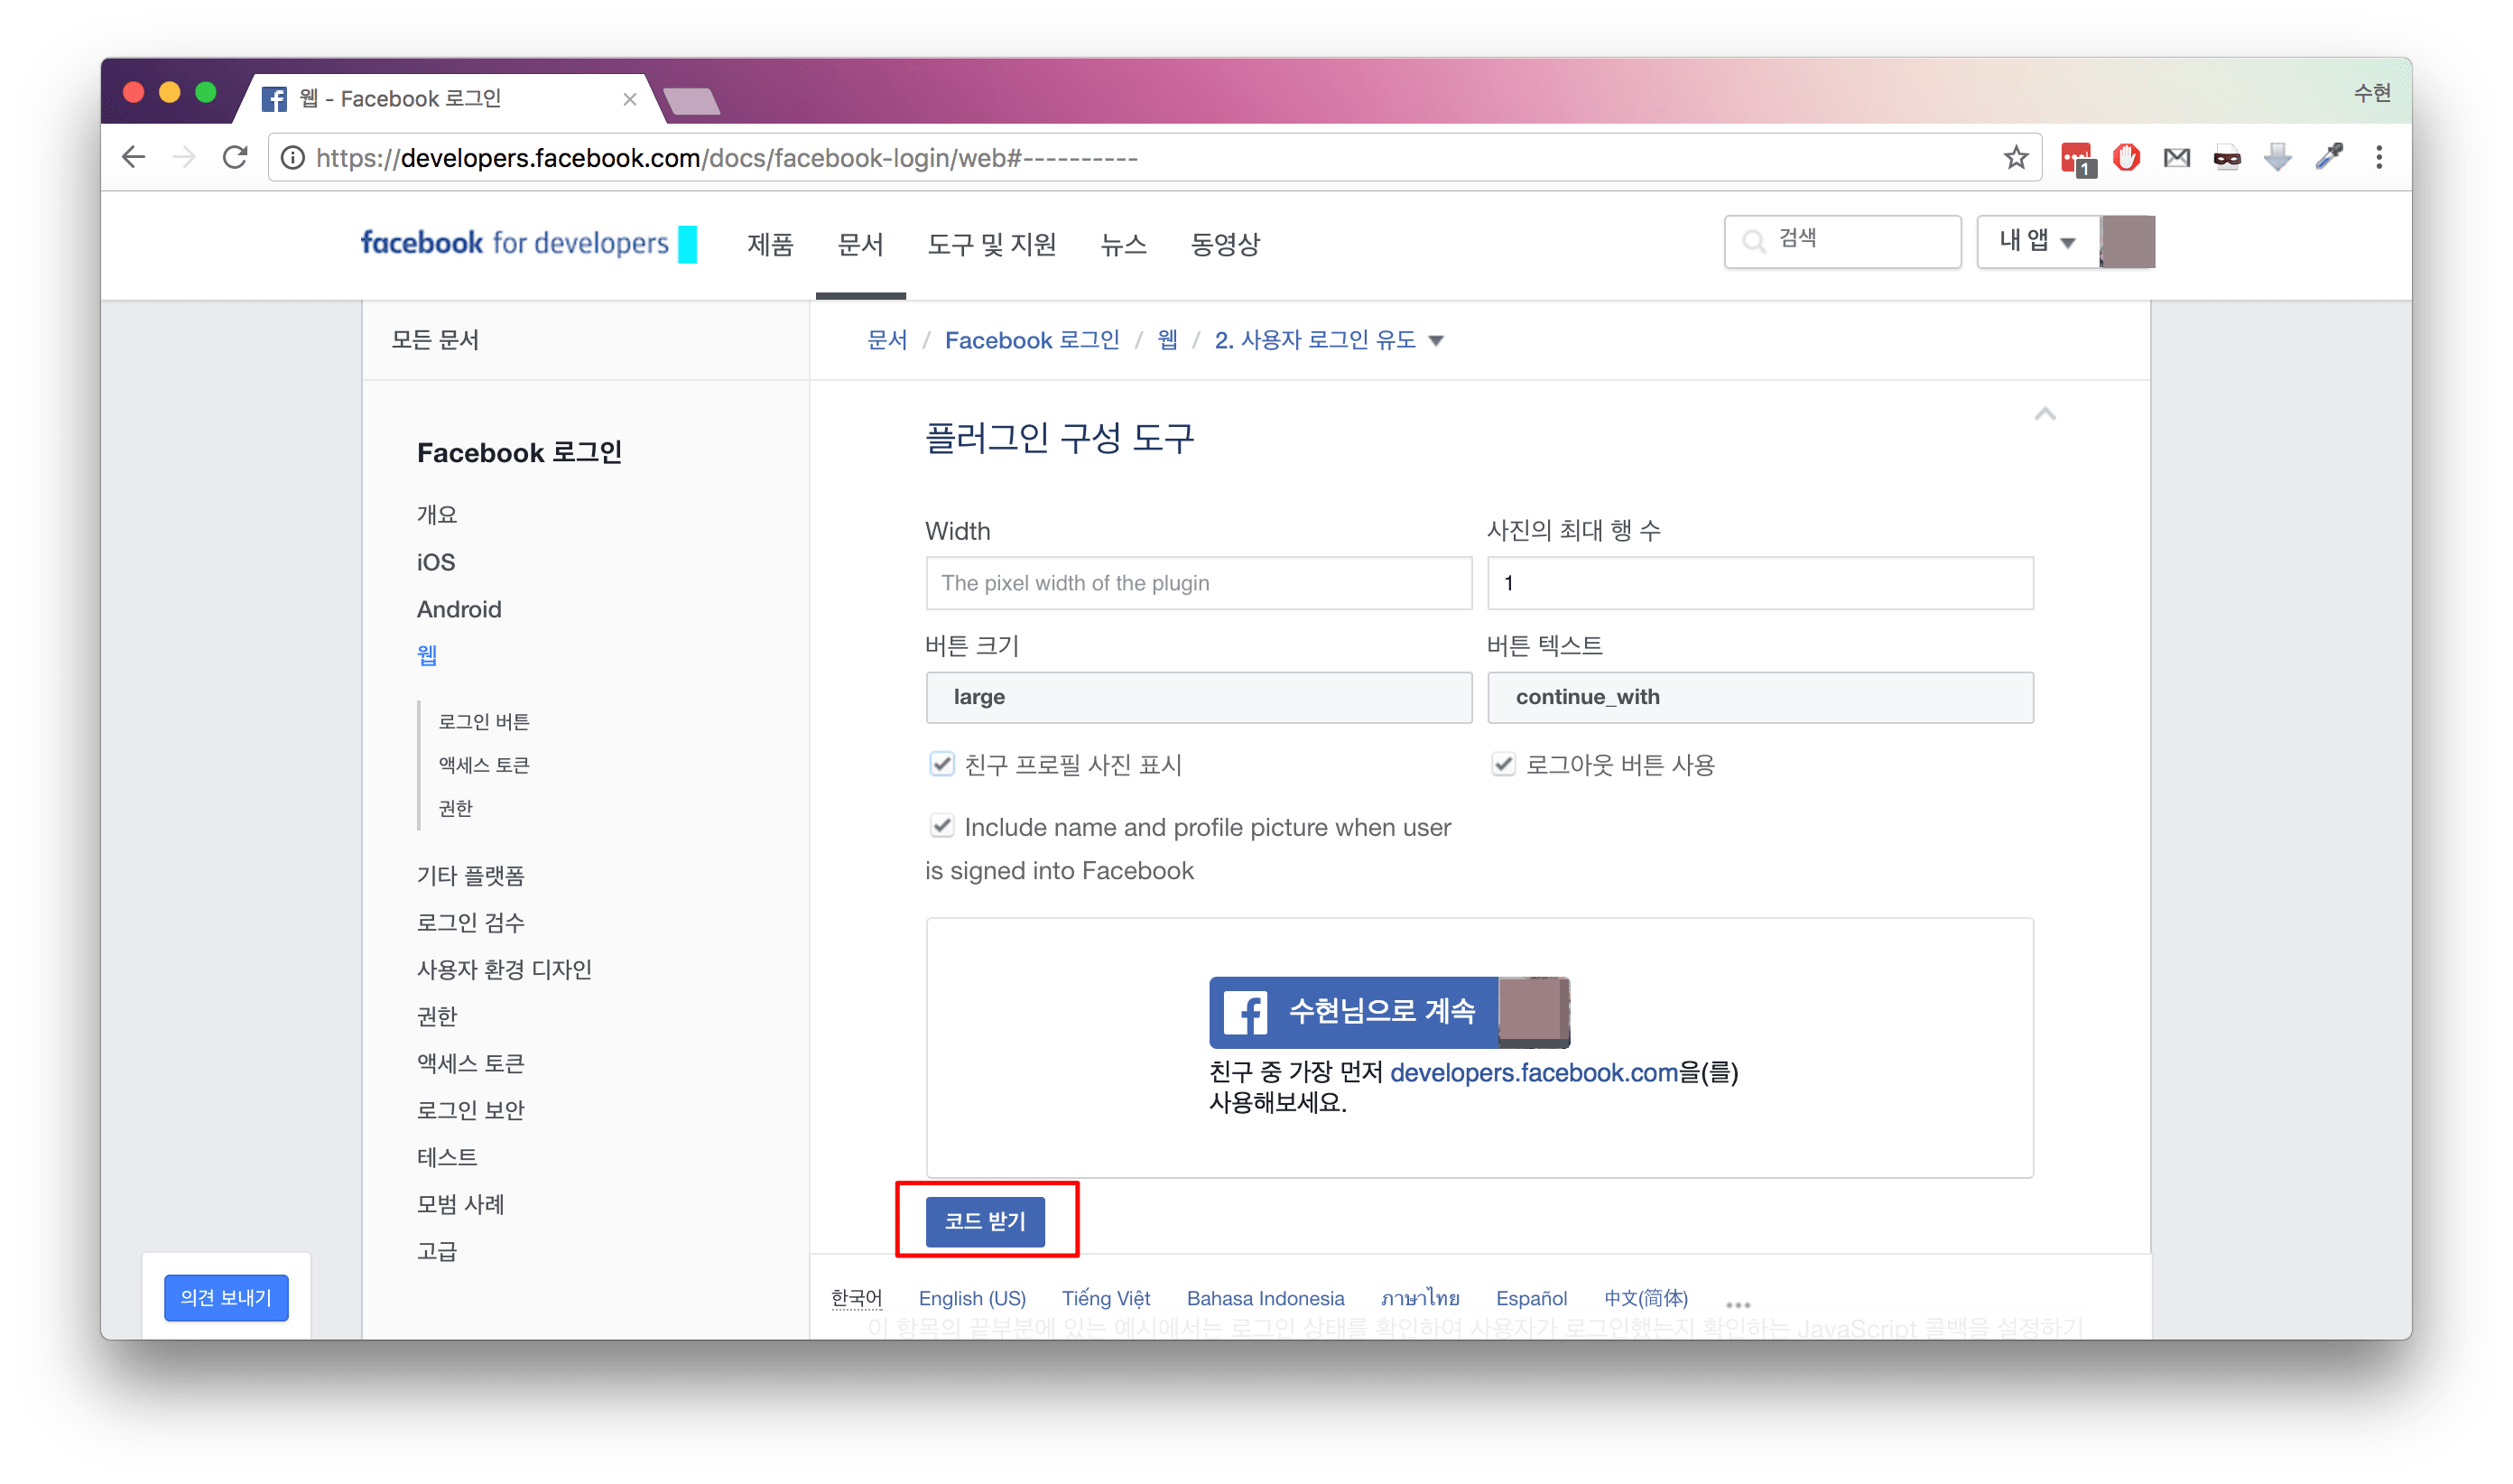 웹 - Facebook 로그인
수현
https://developers.facebook.com/docs/facebook-login/web#----------
1
facebook for developers
제품
문서
도구 및 지원
뉴스
동영상
검색
내 앱
모든 문서
문서 / Facebook 로그인 / 웹 / 2. 사용자 로그인 유도
Facebook 로그인
개요
iOS
Android
웹
로그인 버튼
액세스 토큰
권한
기타 플랫폼
로그인 검수
사용자 환경 디자인
권한
액세스 토큰
로그인 보안
테스트
모범 사례
고급
의견 보내기
플러그인 구성 도구
Width
사진의 최대 행 수
The pixel width of the plugin
1
버튼 크기
버튼 텍스트
large
continue_with
친구 프로필 사진 표시
로그아웃 버튼 사용
Include name and profile picture when user
is signed into Facebook
수현님으로 계속
친구 중 가장 먼저 developers.facebook.com을(를)
사용해보세요.
코드 받기
한국어 English (US) Tiếng Việt Bahasa Indonesia ภาษาไทย Español 中文(简体)
이 항목의 끝부분에 있는 예시에서는 로그인 상태를 확인하여 사용자가 로그인했는지 확인하는 JavaScript 콜백을 설정하기